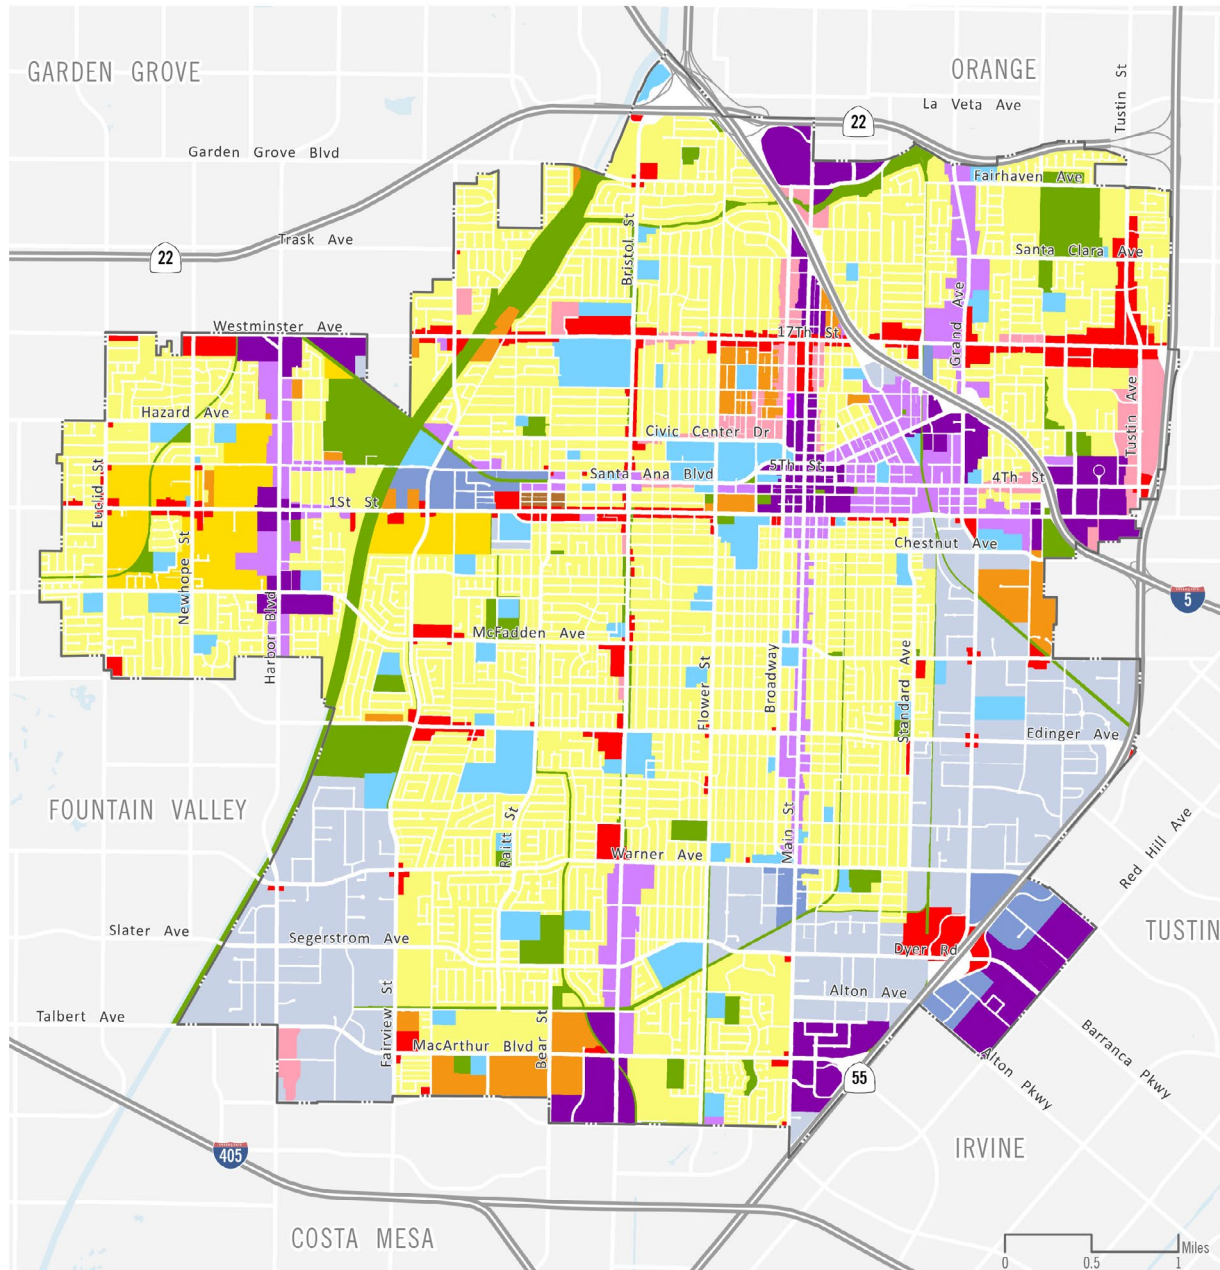 GARDEN GROVE
ORANGE
Tustin St
La Veta Ave
22
Garden Grove Blvd
Fairhaven Ave
Trask Ave
22
Bristol St
Santa Clara Ave
Grand Ave
Westminster Ave
17Th St
Tustin Ave
Hazard Ave
Civic Center Dr
Euclid St
Santa Ana Blvd
5Th St
4Th St
1St St
Newhope St
Chestnut Ave
5
Harbor Blvd
McFadden Ave
Flower St
Broadway
Standard Ave
Edinger Ave
FOUNTAIN VALLEY
Raitt St
Main St
Red Hill Ave
Warner Ave
Slater Ave
Segerstrom Ave
Dyer Rd
TUSTIN
Fairview St
Alton Ave
Talbert Ave
Bear St
MacArthur Blvd
Barranca Pkwy
Alton Pkwy
55
405
IRVINE
COSTA MESA
Miles
0 0.5 1